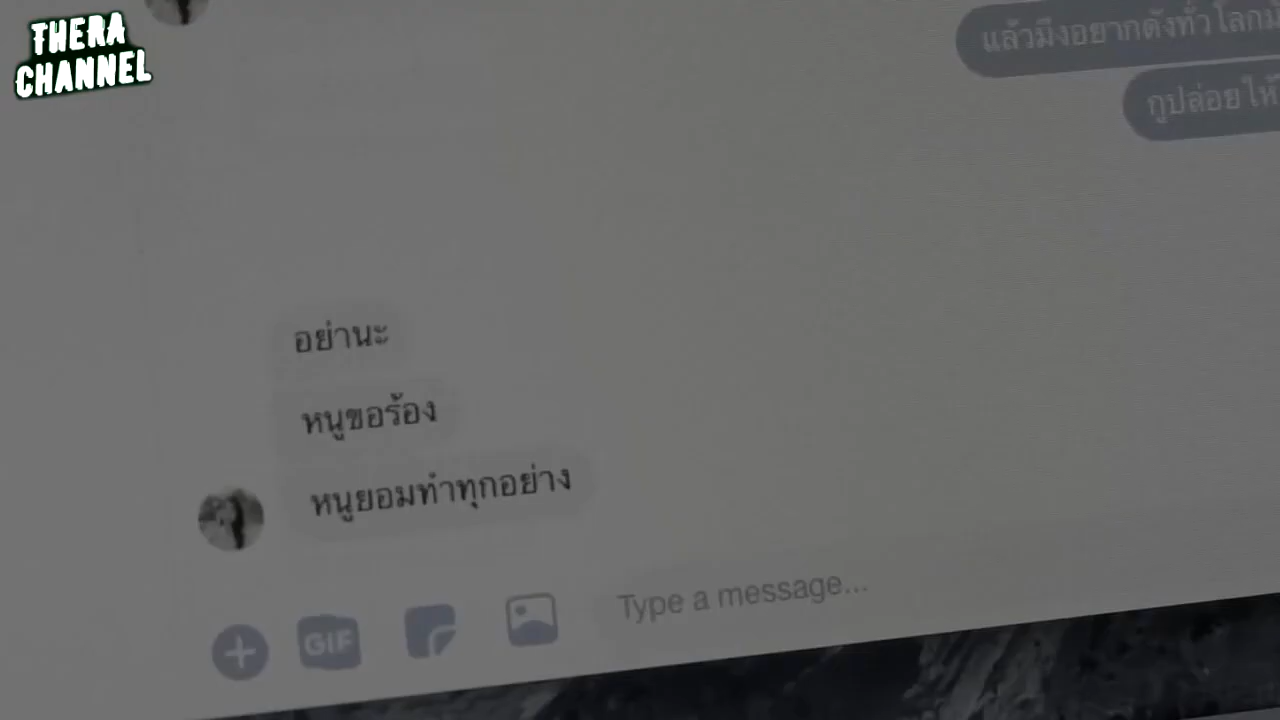 THERA
CHANNEL
แล้วมึงอยากดังทั่วโลก
กูปล่อยให้
อย่านะ
หนูขอร้อง
หนูยอมทำทุกอย่าง
GIF
Type a message...